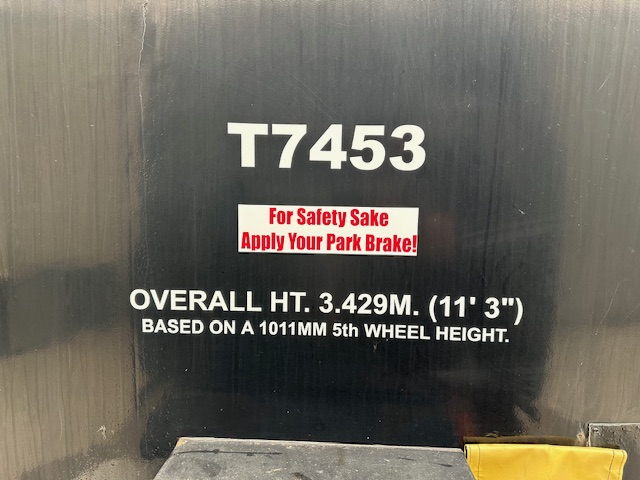 T7453
For Safety Sake
Apply Your Park Brake!
OVERALL HT. 3.429M. (11' 3")
BASED ON A 1011MM 5th WHEEL HEIGHT.